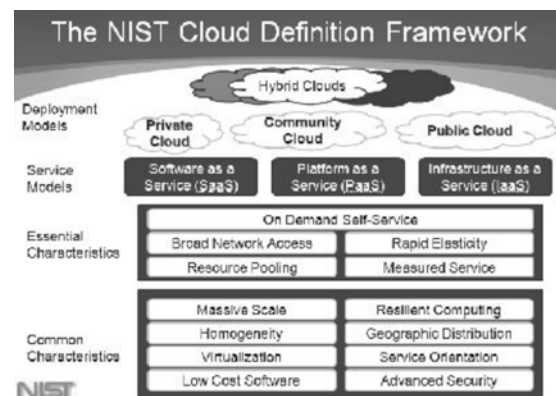 The NIST Cloud Definition Framework
Hybrid Clouds
Deployment
Models
Private
Cloud
Community
Cloud
Public Cloud
Service
Models
Software as a
Service (SaaS)
Platform as a
Service (PaaS)
Infrastructure as a
Service (IaaS)
Essential
Characteristics
On Demand Self-Service
Broad Network Access
Rapid Elasticity
Resource Pooling
Measured Service
Common
Characteristics
Massive Scale
Resilient Computing
Homogeneity
Geographic Distribution
Virtualization
Service Orientation
Low Cost Software
Advanced Security
NIST